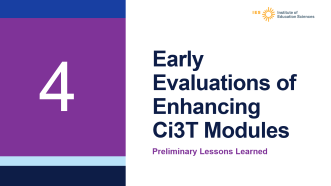 IES
Institute of
Education Sciences
4
Early
Evaluations of
Enhancing
Ci3T Modules
Preliminary Lessons Learned